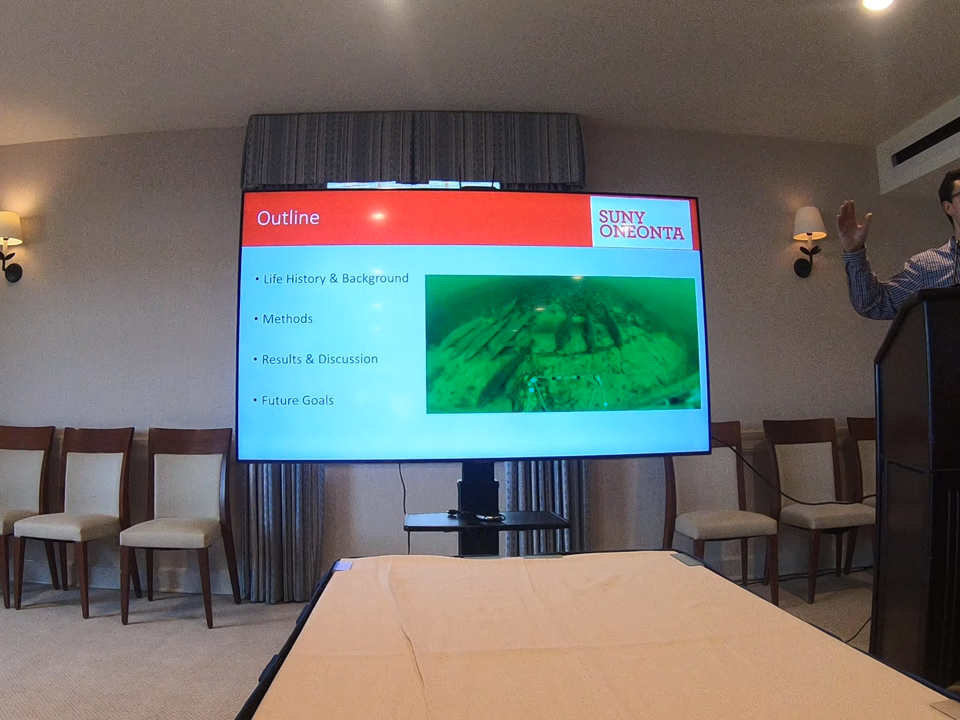 Outline
SUNY
ONEONTA
• Life History & Background
• Methods
• Results & Discussion
• Future Goals